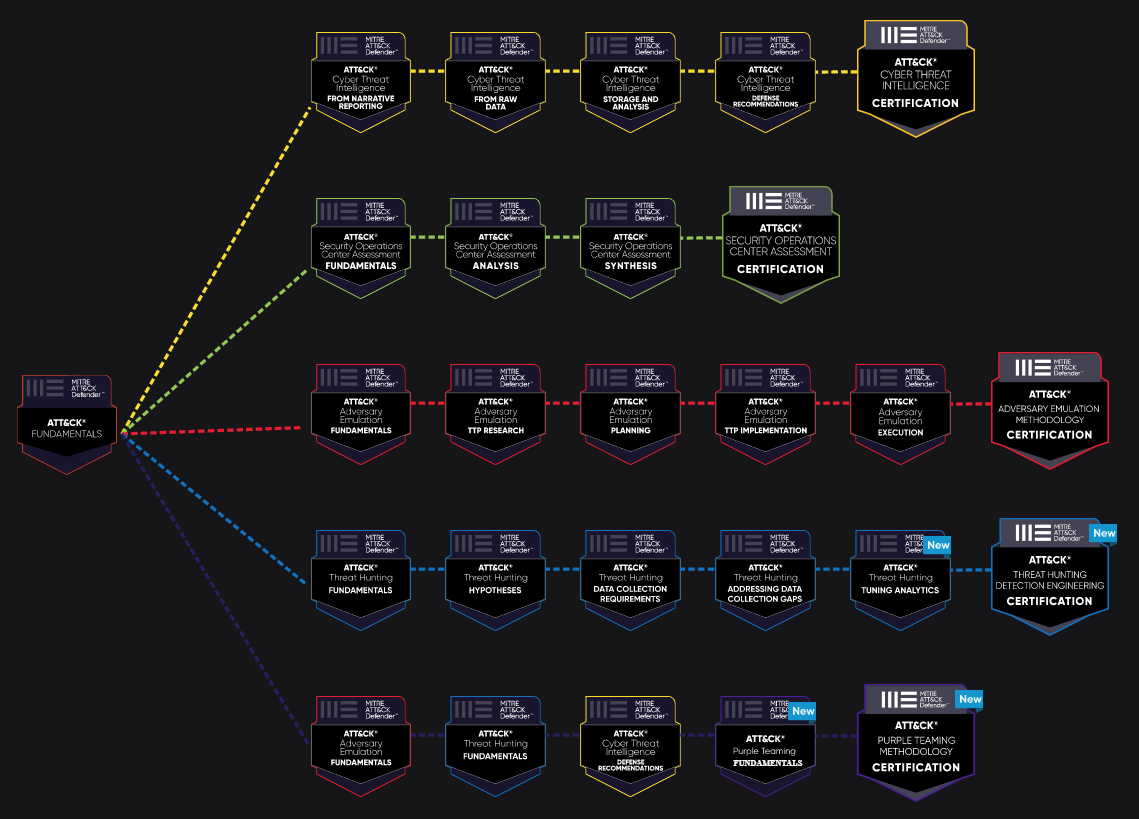 MITRE
ATT&CK
Defender™
ATT&CK®
Cyber Threat
Intelligence
FROM NARRATIVE
REPORTING
MITRE
ATT&CK
Defender™
ATT&CK®
Cyber Threat
Intelligence
FROM RAW
DATA
MITRE
ATT&CK
Defender™
ATT&CK®
Cyber Threat
Intelligence
STORAGE AND
ANALYSIS
MITRE
ATT&CK
Defender™
ATT&CK®
Cyber Threat
Intelligence
DEFENSE
RECOMMENDATIONS
MITRE
ATT&CK
Defender™
ATT&CK®
CYBER THREAT
INTELLIGENCE
CERTIFICATION
MITRE
ATT&CK
Defender™
ATT&CK®
Security Operations
Center Assessment
FUNDAMENTALS
MITRE
ATT&CK
Defender™
ATT&CK®
Security Operations
Center Assessment
ANALYSIS
MITRE
ATT&CK
Defender™
ATT&CK®
Security Operations
Center Assessment
SYNTHESIS
MITRE
ATT&CK
Defender™
ATT&CK®
SECURITY OPERATIONS
CENTER ASSESSMENT
CERTIFICATION
MITRE
ATT&CK
Defender™
ATT&CK®
FUNDAMENTALS
MITRE
ATT&CK
Defender™
ATT&CK®
Adversary
Emulation
FUNDAMENTALS
MITRE
ATT&CK
Defender™
ATT&CK®
Adversary
Emulation
TTP RESEARCH
MITRE
ATT&CK
Defender™
ATT&CK®
Adversary
Emulation
PLANNING
MITRE
ATT&CK
Defender™
ATT&CK®
Adversary
Emulation
TTP IMPLEMENTATION
MITRE
ATT&CK
Defender™
ATT&CK®
Adversary
Emulation
EXECUTION
MITRE
ATT&CK
Defender™
ATT&CK®
ADVERSARY EMULATION
METHODOLOGY
CERTIFICATION
MITRE
ATT&CK
Defender™
ATT&CK®
Threat Hunting
FUNDAMENTALS
MITRE
ATT&CK
Defender™
ATT&CK®
Threat Hunting
HYPOTHESES
MITRE
ATT&CK
Defender™
ATT&CK®
Threat Hunting
DATA COLLECTION
REQUIREMENTS
MITRE
ATT&CK
Defender™
ATT&CK®
Threat Hunting
ADDRESSING DATA
COLLECTION GAPS
MITRE
New
ATT&CK®
Threat Hunting
TUNING ANALYTICS
MITRE
ATT&CK
Defender™
New
ATT&CK®
THREAT HUNTING
DETECTION ENGINEERING
CERTIFICATION
MITRE
ATT&CK
Defender™
ATT&CK®
Adversary
Emulation
FUNDAMENTALS
MITRE
ATT&CK
Defender™
ATT&CK®
Threat Hunting
FUNDAMENTALS
MITRE
ATT&CK
Defender™
ATT&CK®
Cyber Threat
Intelligence
DEFENSE
RECOMMENDATIONS
MITRE
New
ATT&CK®
Purple Teaming
FUNDAMENTALS
MITRE
ATT&CK
Defender™
New
ATT&CK®
PURPLE TEAMING
METHODOLOGY
CERTIFICATION